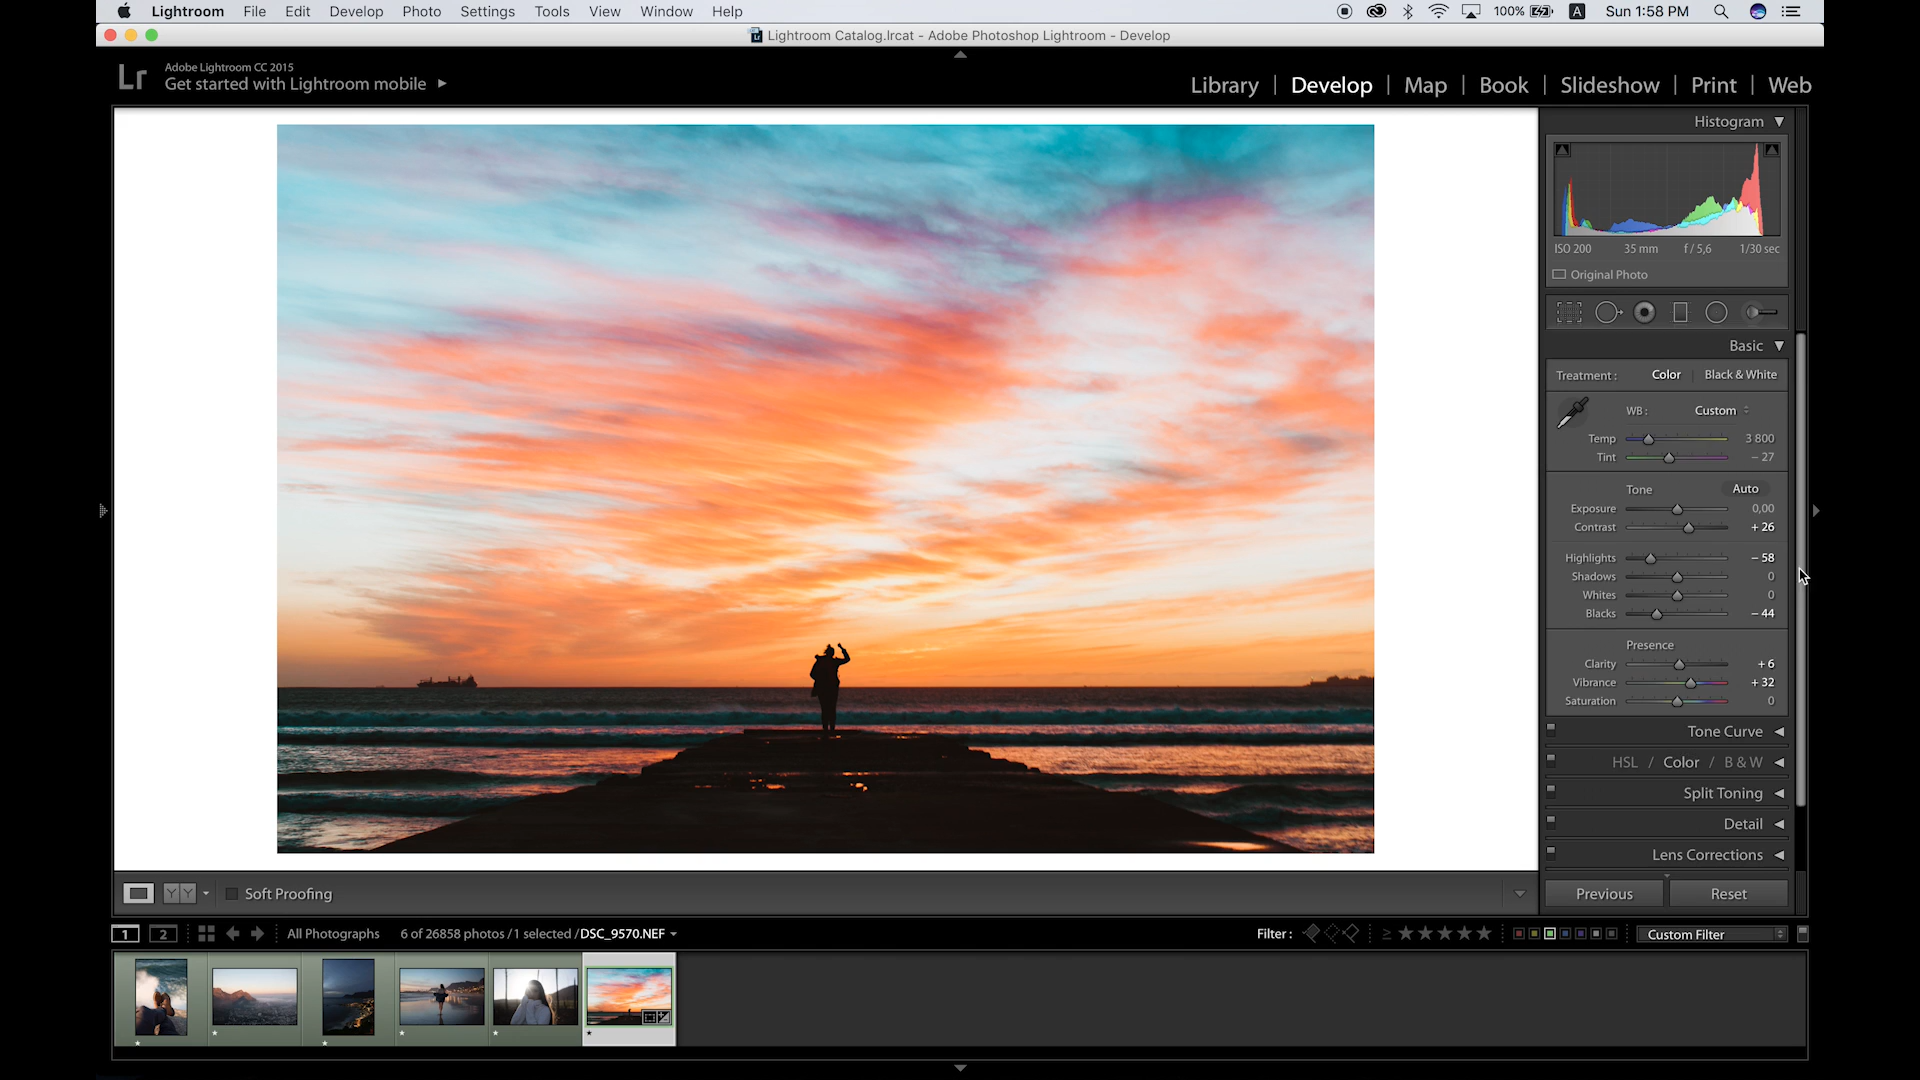 Lightroom File Edit Develop Photo Settings Tools View Window Help 100% A Sun 1:58 PM
Lightroom Catalog.lrcat - Adobe Photoshop Lightroom - Develop
Lr Adobe Lightroom CC 2015
Get started with Lightroom mobile
Library | Develop | Map | Book | Slideshow | Print | Web
Histogram
ISO 200 35 mm f / 5,6 1/30 sec
Original Photo
Basic
Treatment : Color Black & White
WB : Custom
Temp 3 800
Tint − 27
Tone Auto
Exposure 0,00
Contrast + 26
Highlights − 58
Shadows 0
Whites 0
Blacks − 44
Presence
Clarity + 6
Vibrance + 32
Saturation 0
Tone Curve
HSL / Color / B & W
Split Toning
Detail
Lens Corrections
Y Y Soft Proofing
Previous Reset
1 2 All Photographs 6 of 26858 photos / 1 selected / DSC_9570.NEF Filter : ≥ Custom Filter